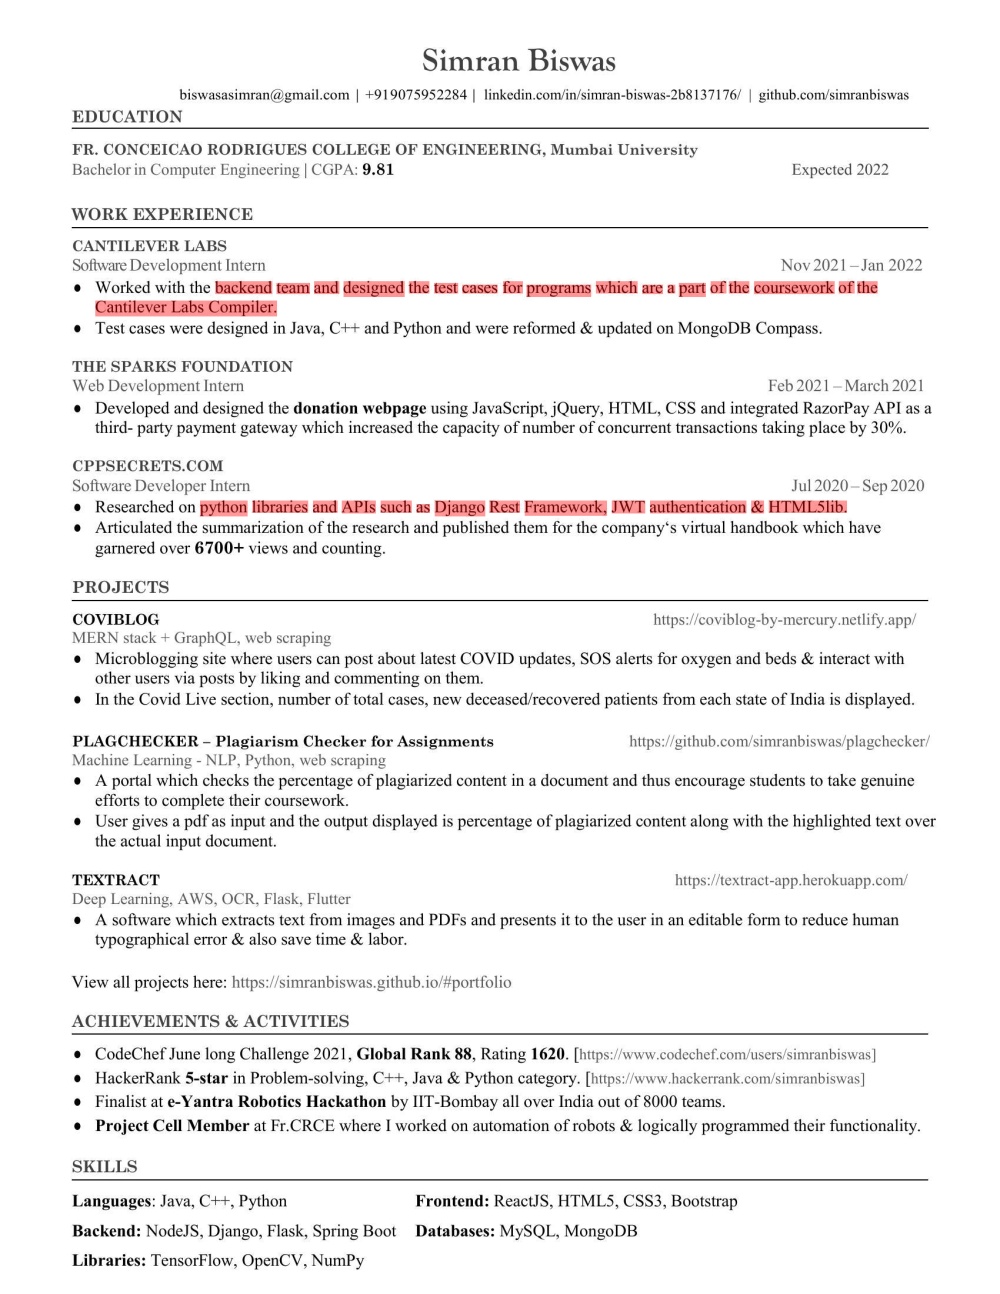 Simran Biswas
biswasasimran@gmail.com | +919075952284 | linkedin.com/in/simran-biswas-2b8137176/ | github.com/simranbiswas
EDUCATION
FR. CONCEICAO RODRIGUES COLLEGE OF ENGINEERING, Mumbai University
Bachelor in Computer Engineering | CGPA: 9.81 Expected 2022
WORK EXPERIENCE
CANTILEVER LABS
Software Development Intern Nov 2021 – Jan 2022
● Worked with the backend team and designed the test cases for programs which are a part of the coursework of the
Cantilever Labs Compiler.
● Test cases were designed in Java, C++ and Python and were reformed & updated on MongoDB Compass.
THE SPARKS FOUNDATION
Web Development Intern Feb 2021 – March 2021
● Developed and designed the donation webpage using JavaScript, jQuery, HTML, CSS and integrated RazorPay API as a
third- party payment gateway which increased the capacity of number of concurrent transactions taking place by 30%.
CPPSECRETS.COM
Software Developer Intern Jul 2020 – Sep 2020
● Researched on python libraries and APIs such as Django Rest Framework, JWT authentication & HTML5lib.
● Articulated the summarization of the research and published them for the company‘s virtual handbook which have
garnered over 6700+ views and counting.
PROJECTS
COVIBLOG https://coviblog-by-mercury.netlify.app/
MERN stack + GraphQL, web scraping
● Microblogging site where users can post about latest COVID updates, SOS alerts for oxygen and beds & interact with
other users via posts by liking and commenting on them.
● In the Covid Live section, number of total cases, new deceased/recovered patients from each state of India is displayed.
PLAGCHECKER – Plagiarism Checker for Assignments https://github.com/simranbiswas/plagchecker/
Machine Learning - NLP, Python, web scraping
● A portal which checks the percentage of plagiarized content in a document and thus encourage students to take genuine
efforts to complete their coursework.
● User gives a pdf as input and the output displayed is percentage of plagiarized content along with the highlighted text over
the actual input document.
TEXTRACT https://textract-app.herokuapp.com/
Deep Learning, AWS, OCR, Flask, Flutter
● A software which extracts text from images and PDFs and presents it to the user in an editable form to reduce human
typographical error & also save time & labor.
View all projects here: https://simranbiswas.github.io/#portfolio
ACHIEVEMENTS & ACTIVITIES
● CodeChef June long Challenge 2021, Global Rank 88, Rating 1620. [https://www.codechef.com/users/simranbiswas]
● HackerRank 5-star in Problem-solving, C++, Java & Python category. [https://www.hackerrank.com/simranbiswas]
● Finalist at e-Yantra Robotics Hackathon by IIT-Bombay all over India out of 8000 teams.
● Project Cell Member at Fr.CRCE where I worked on automation of robots & logically programmed their functionality.
SKILLS
Languages: Java, C++, Python Frontend: ReactJS, HTML5, CSS3, Bootstrap
Backend: NodeJS, Django, Flask, Spring Boot Databases: MySQL, MongoDB
Libraries: TensorFlow, OpenCV, NumPy